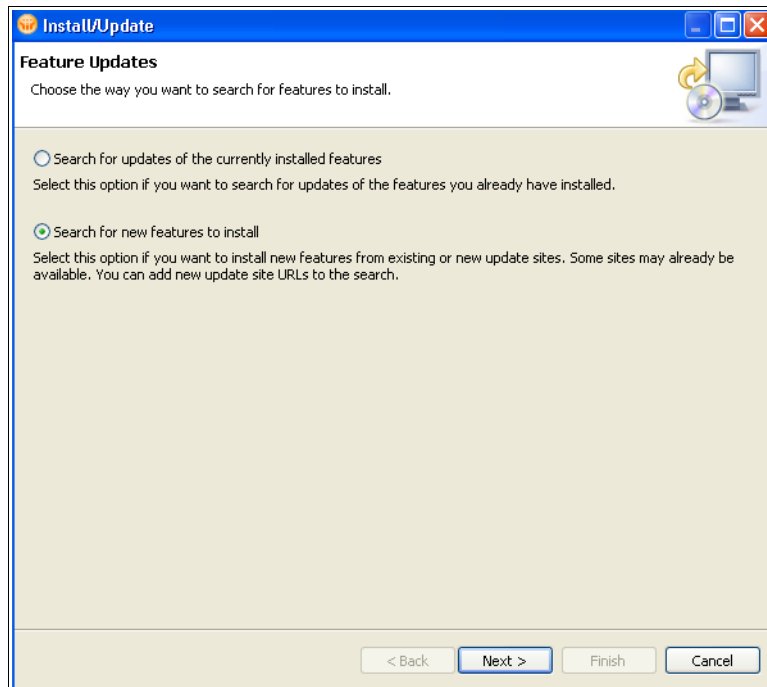 Install/Update
Feature Updates
Choose the way you want to search for features to install.
Search for updates of the currently installed features
Select this option if you want to search for updates of the features you already have installed.
Search for new features to install
Select this option if you want to install new features from existing or new update sites. Some sites may already be
available. You can add new update site URLs to the search.
< Back Next > Finish Cancel